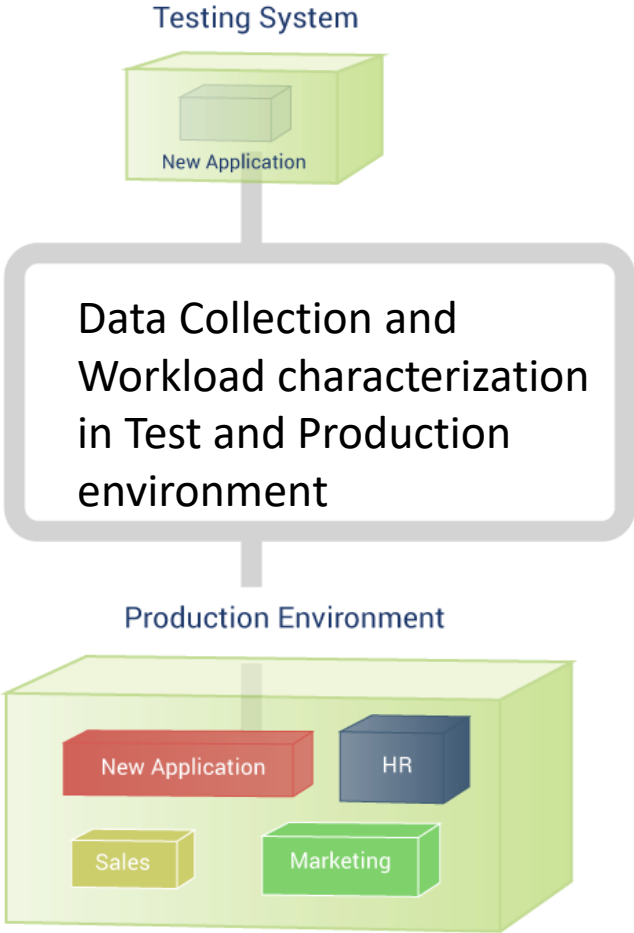 Testing System
New Application
Data Collection and
Workload characterization
in Test and Production
environment
Production Environment
New Application
HR
Sales
Marketing